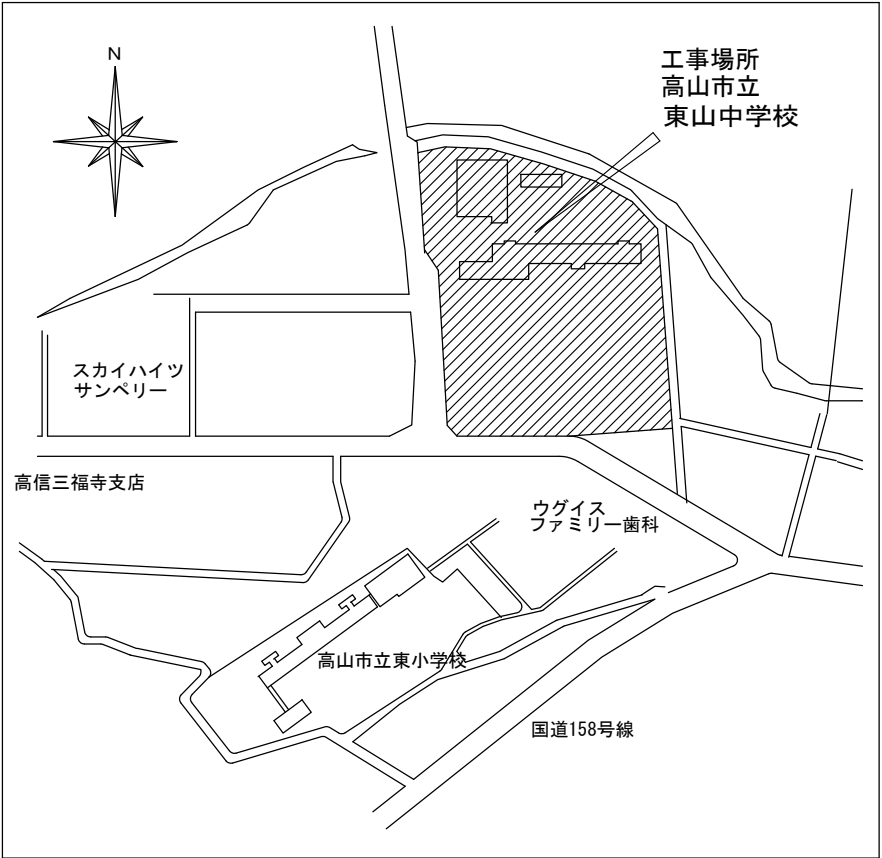 N
工事場所
高山市立
東山中学校
スカイハイツ
サンペリー
高信三福寺支店
ウグイス
ファミリー歯科
高山市立東小学校
国道158号線